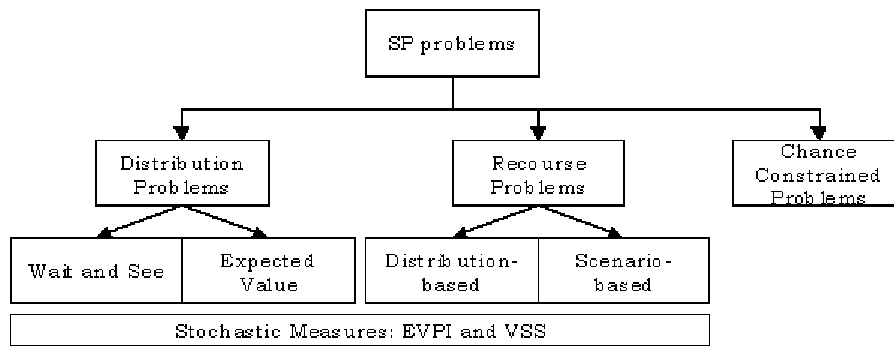 SP problems
Distribution
Problems
Recourse
Problems
Chance
Constrained
Problems
Wait and See
Expected
Value
Distribution-
based
Scenario-
based
Stochastic Measures: EVPI and VSS